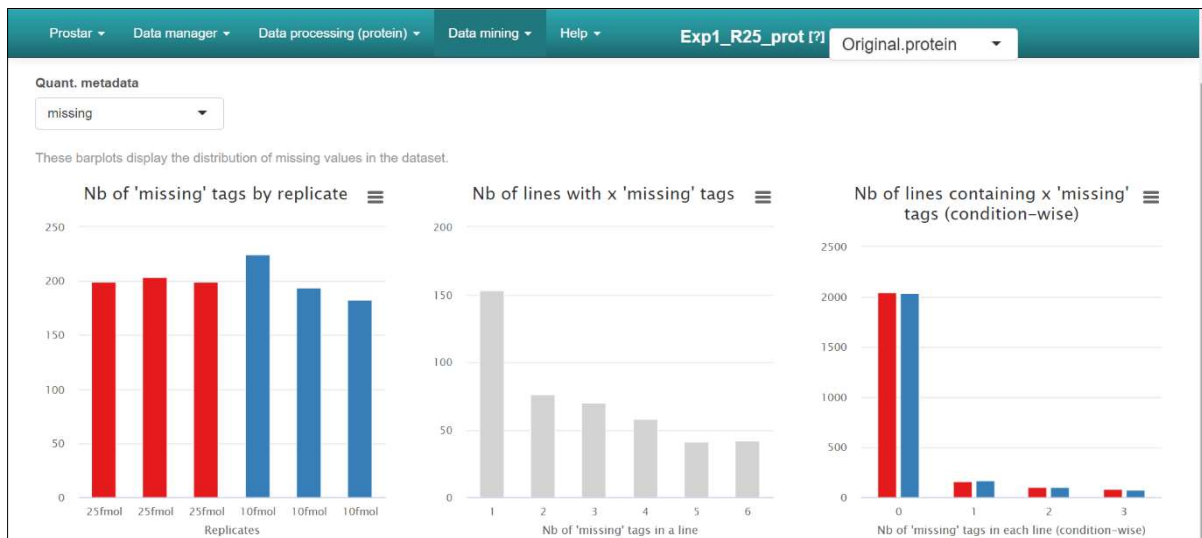 Prostar Data manager Data processing (protein) Data mining Help Exp1_R25_prot [?] Original.protein
Quant. metadata
missing
These barplots display the distribution of missing values in the dataset.
Nb of 'missing' tags by replicate
250
200
150
100
50
0
25fmol 25fmol 25fmol 10fmol 10fmol 10fmol
Replicates
Nb of lines with x 'missing' tags
200
150
100
50
0
1 2 3 4 5 6
Nb of 'missing' tags in a line
Nb of lines containing x 'missing'
tags (condition-wise)
2500
2000
1500
1000
500
0
0 1 2 3
Nb of 'missing' tags in each line (condition-wise)